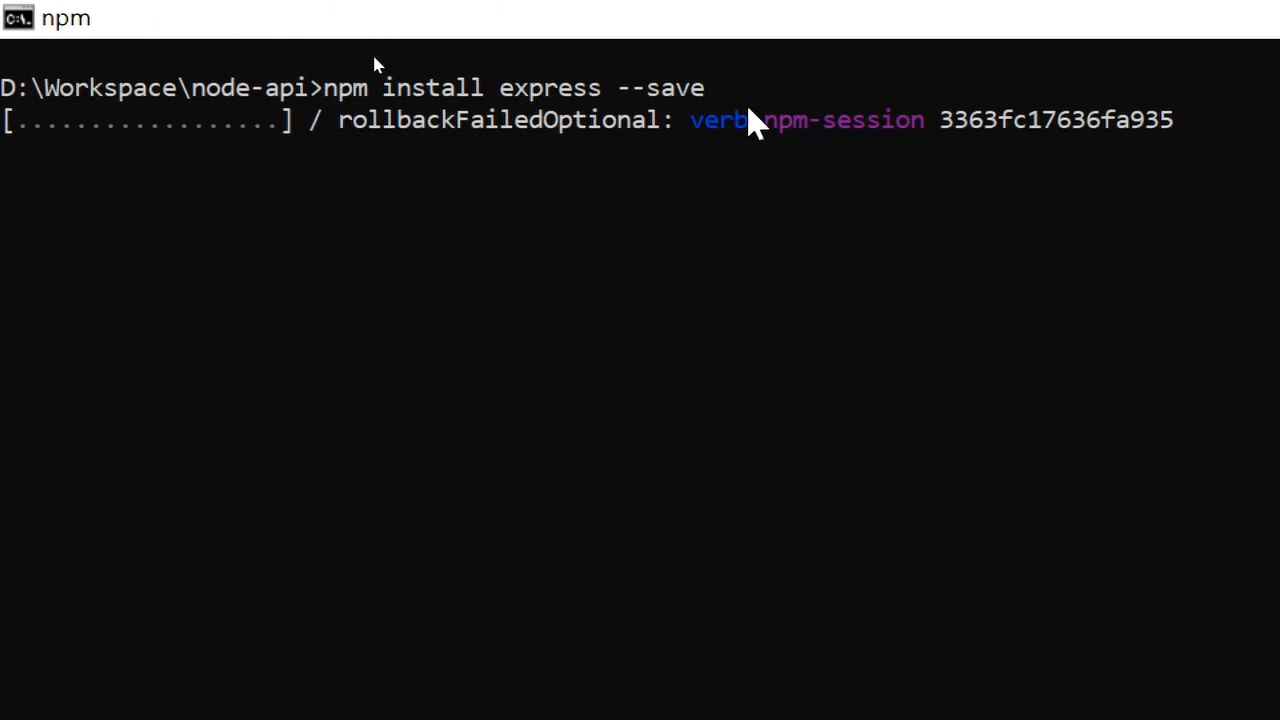 npm
D:\Workspace\node-api>npm install express --save
[..................] / rollbackFailedOptional: verb npm-session 3363fc17636fa935